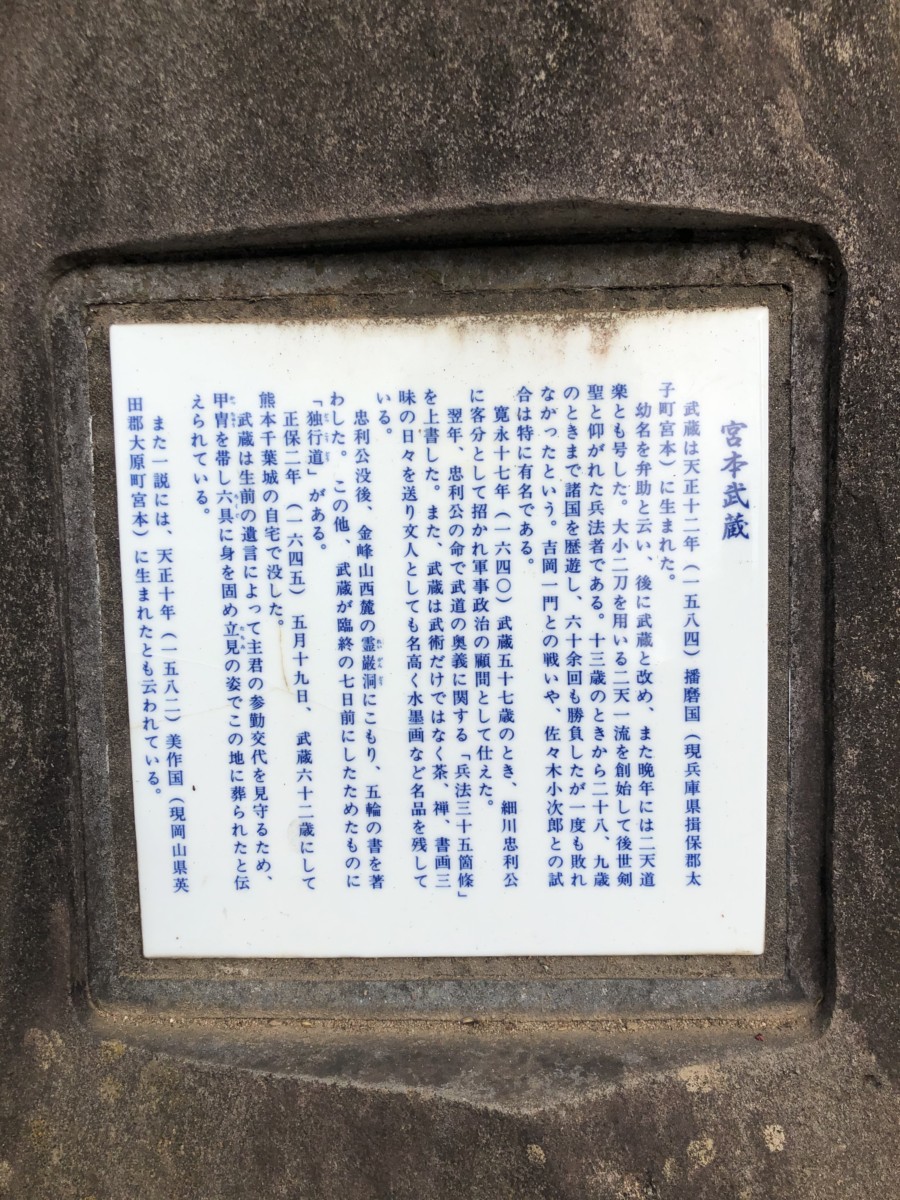 宮本武蔵
武蔵は天正十二年（一五八四）播磨国（現兵庫県揖保郡太
子町宮本）に生まれた。
幼名を弁助と云い、後に武蔵と改め、また晩年には二天道
楽とも号した。大小二刀を用いる二天一流を創始して後世剣
聖と仰がれた兵法者である。十三歳のときから二十八、九歳
のときまで諸国を歴遊し、六十余回も勝負したが一度も敗れ
なかったという。吉岡一門との戦いや、佐々木小次郎との試
合は特に有名である。
寛永十七年（一六四〇）武蔵五十七歳のとき、細川忠利公
に客分として招かれ軍事政治の顧問として仕えた。
翌年、忠利公の命で武道の奥義に関する「兵法三十五箇條」
を上書した。また、武蔵は武術だけではなく茶、禅、書画三
昧の日々を送り文人としても名高く水墨画など名品を残して
いる。
忠利公没後、金峰山西麓の霊巌洞にこもり、五輪の書を著
わした。この他、武蔵が臨終の七日前にしたためたものに
「独行道」がある。
正保二年（一六四五）五月十九日、武蔵六十二歳にして
熊本千葉城の自宅で没した。
武蔵は生前の遺言によって主君の参勤交代を見守るため、
甲冑を帯し六具に身を固め立見の姿でこの地に葬られたと伝
えられている。
また一説には、天正十年（一五八二）美作国（現岡山県英
田郡大原町宮本）に生まれたとも云われている。